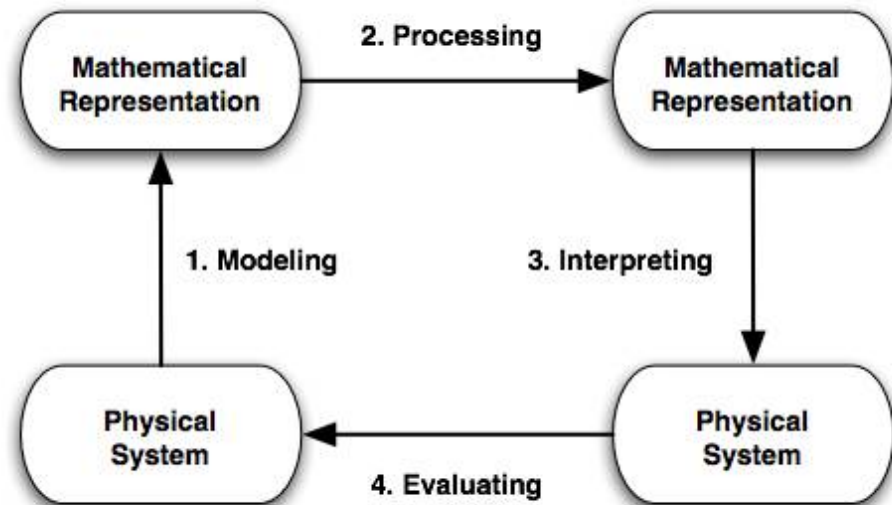 2. Processing
Mathematical
Representation
Mathematical
Representation
1. Modeling
3. Interpreting
Physical
System
Physical
System
4. Evaluating